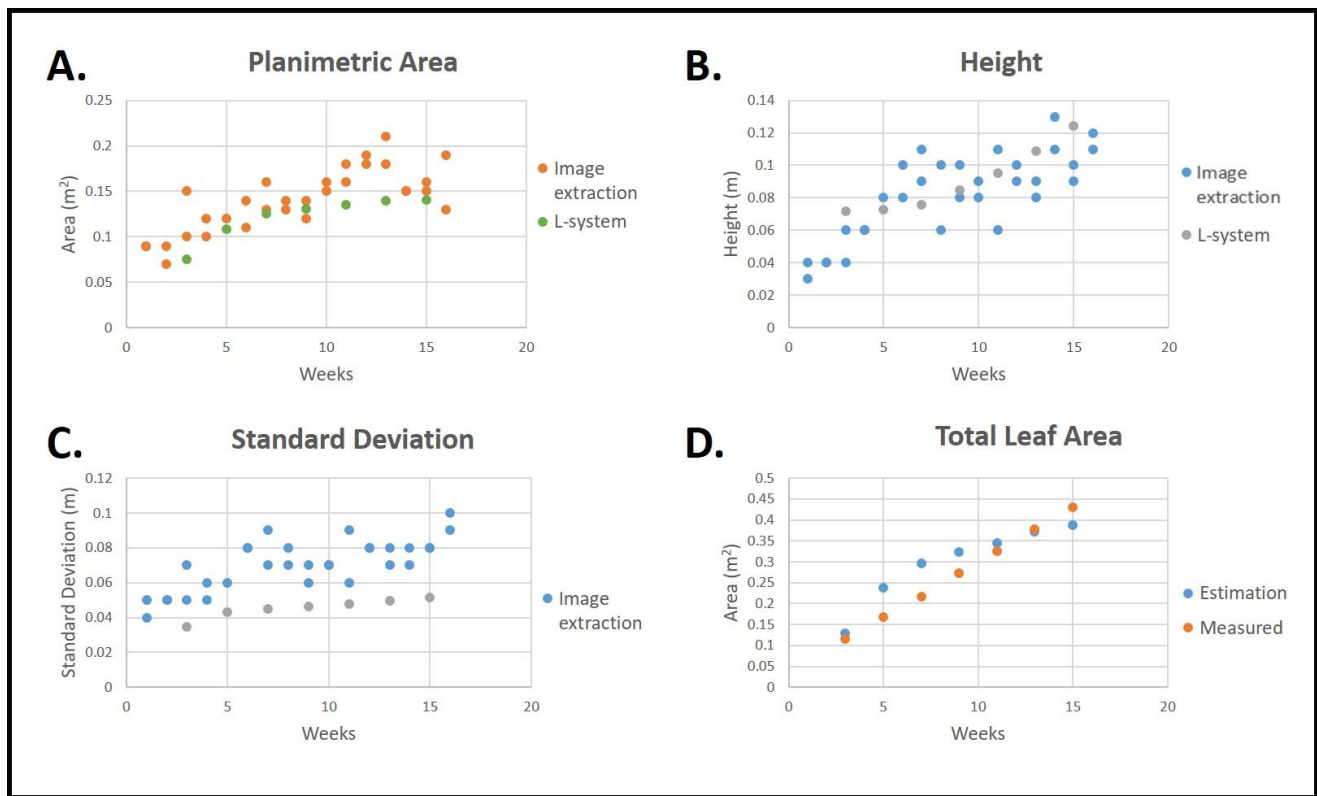 A.
Planimetric Area
0.25
0.2
0.15
0.1
0.05
0
Area (m²)
0 5 10 15 20
Weeks
Image
extraction
L-system
B.
Height
0.14
0.12
0.1
0.08
0.06
0.04
0.02
0
Height (m)
0 5 10 15 20
Weeks
Image
extraction
L-system
C.
Standard Deviation
0.12
0.1
0.08
0.06
0.04
0.02
0
Standard Deviation (m)
0 5 10 15 20
Weeks
Image
extraction
D.
Total Leaf Area
0.5
0.45
0.4
0.35
0.3
0.25
0.2
0.15
0.1
0.05
0
Area (m²)
0 5 10 15 20
Weeks
Estimation
Measured